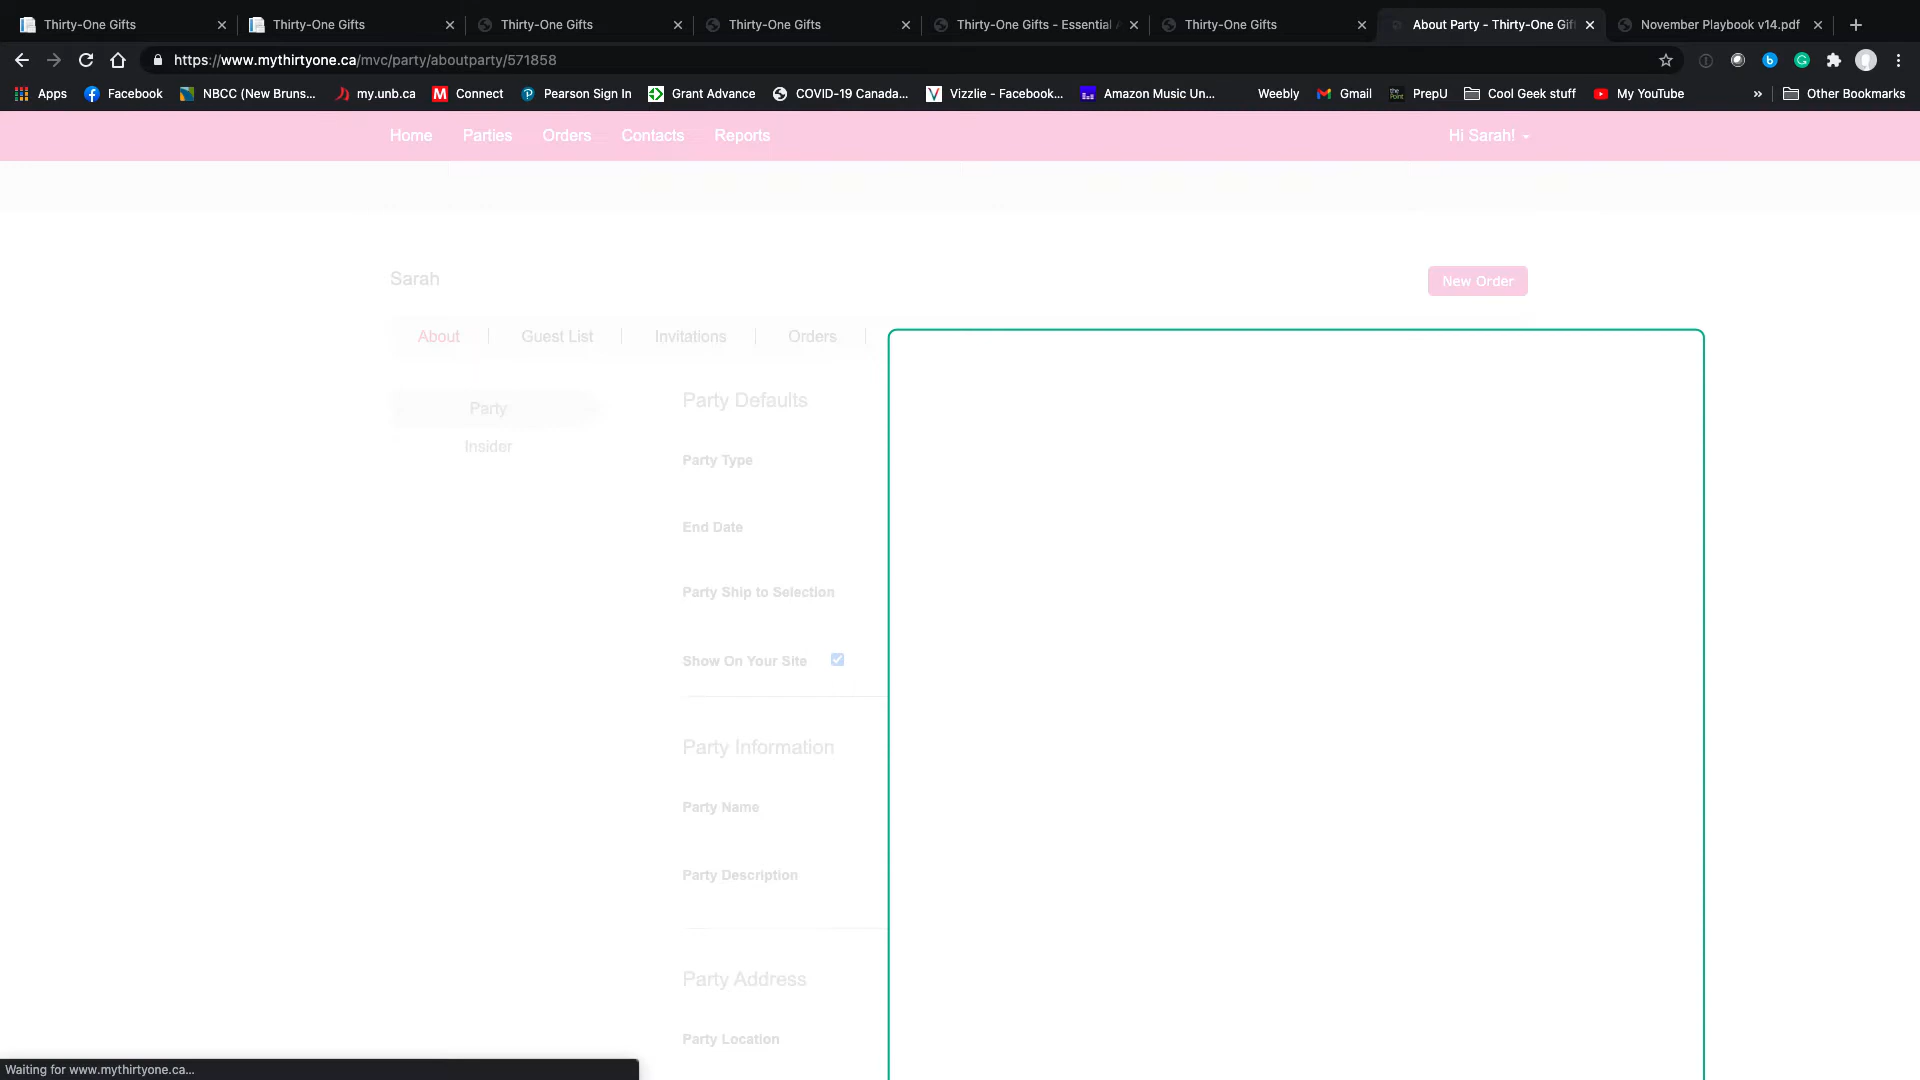 Thirty-One Gifts
Thirty-One Gifts
Thirty-One Gifts
Thirty-One Gifts
Thirty-One Gifts - Essential
Thirty-One Gifts
About Party - Thirty-One Gif
November Playbook v14.pdf
https://www.mythirtyone.ca/mvc/party/aboutparty/571858
Apps
Facebook
NBCC (New Bruns...
my.unb.ca
Connect
Pearson Sign In
Grant Advance
COVID-19 Canada...
Vizzlie - Facebook...
Amazon Music Un...
Weebly
Gmail
PrepU
Cool Geek stuff
My YouTube
»
Other Bookmarks
Home
Parties
Orders
Contacts
Reports
Hi Sarah!
Sarah
New Order
About
Guest List
Invitations
Orders
Party
Insider
Party Defaults
Party Type
End Date
Party Ship to Selection
Show On Your Site
Party Information
Party Name
Party Description
Party Address
Party Location
Waiting for www.mythirtyone.ca...